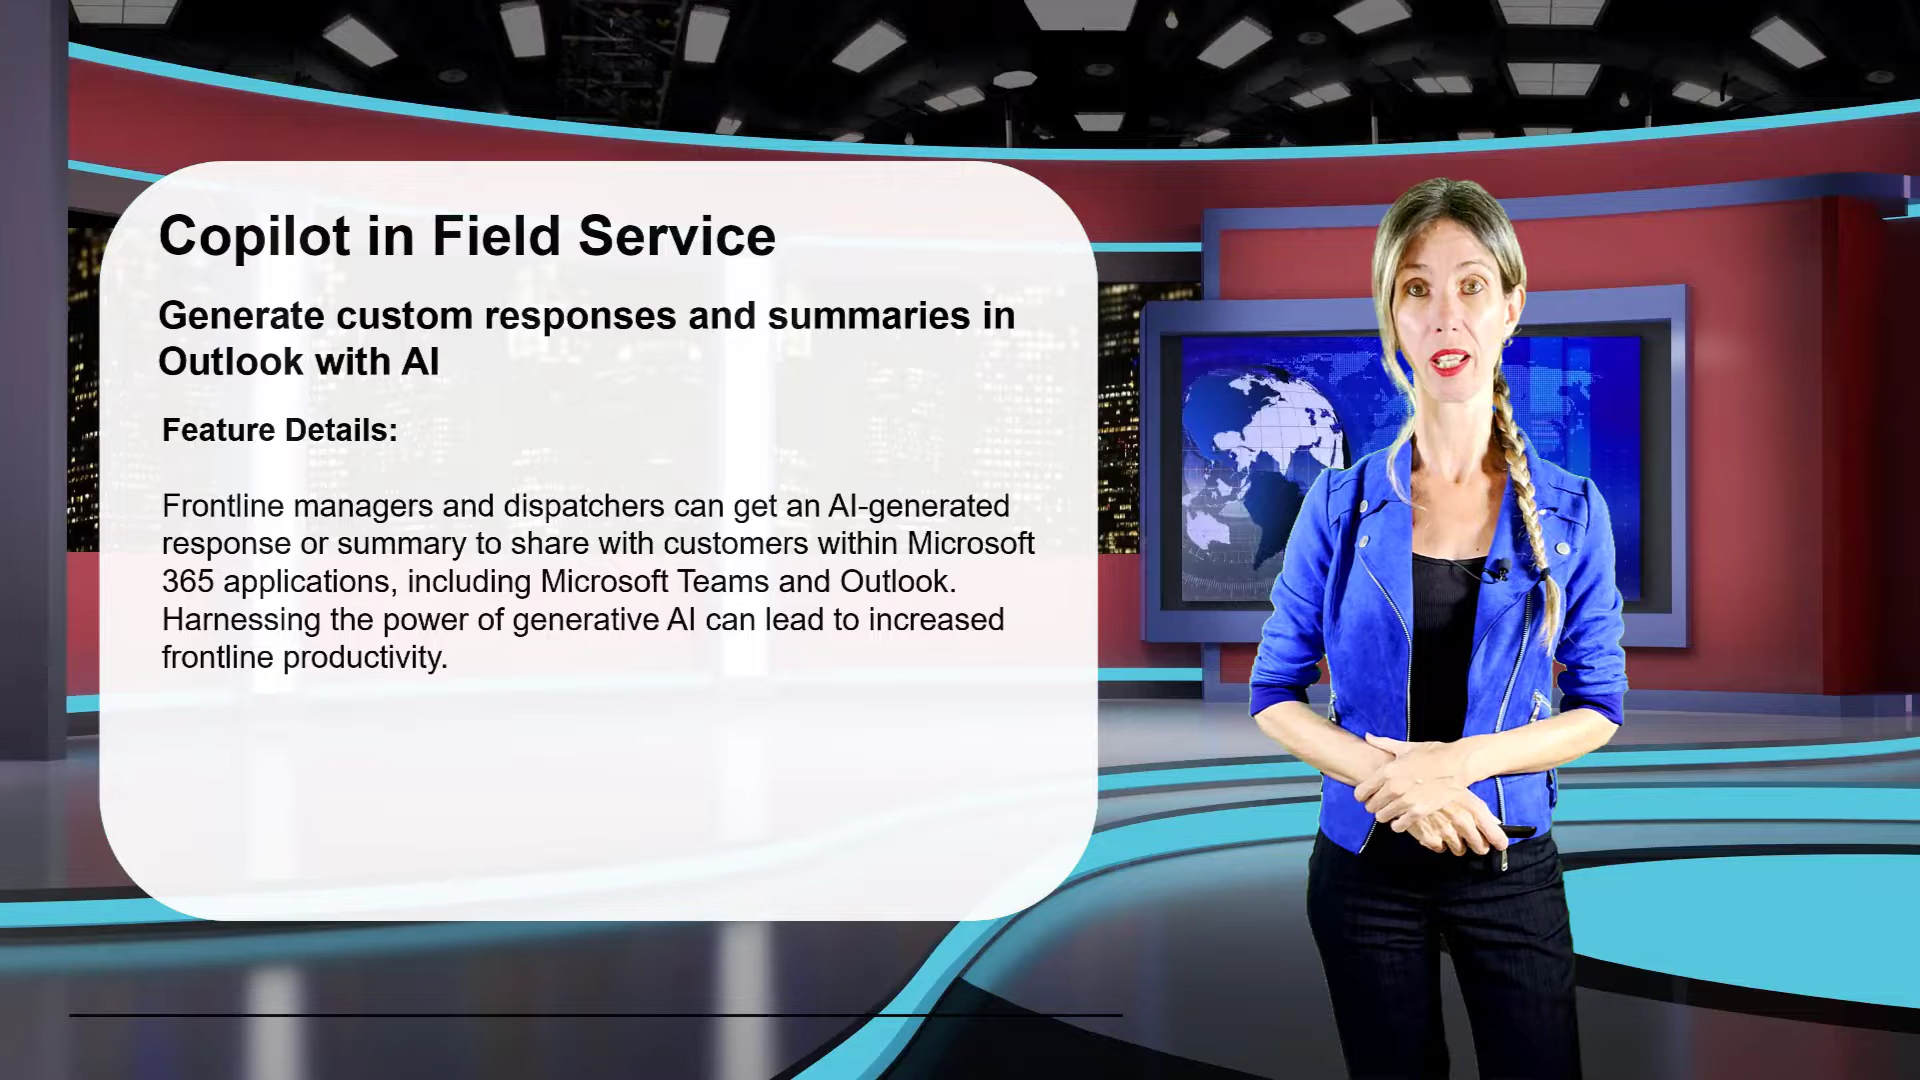 Copilot in Field Service
Generate custom responses and summaries in
Outlook with AI
Feature Details:
Frontline managers and dispatchers can get an AI-generated
response or summary to share with customers within Microsoft
365 applications, including Microsoft Teams and Outlook.
Harnessing the power of generative AI can lead to increased
frontline productivity.